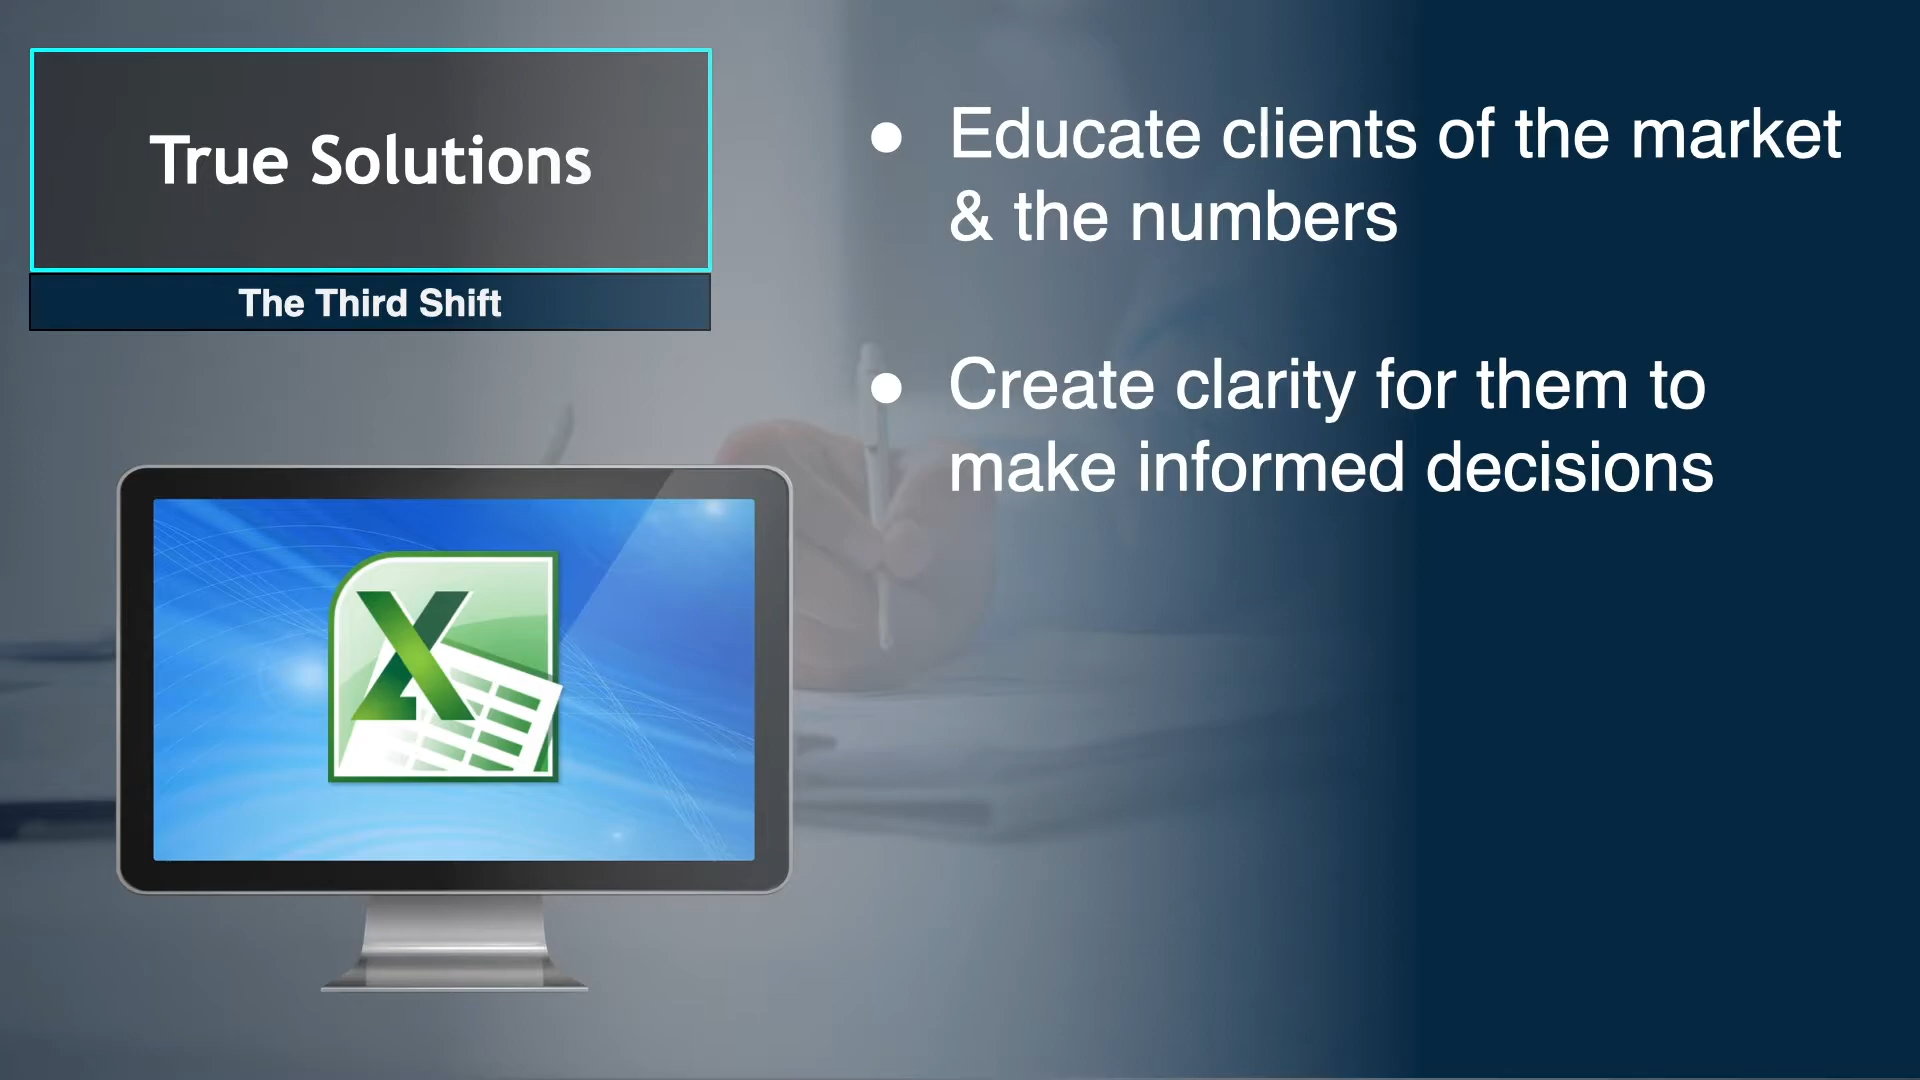 True Solutions
The Third Shift
● Educate clients of the market
& the numbers
● Create clarity for them to
make informed decisions